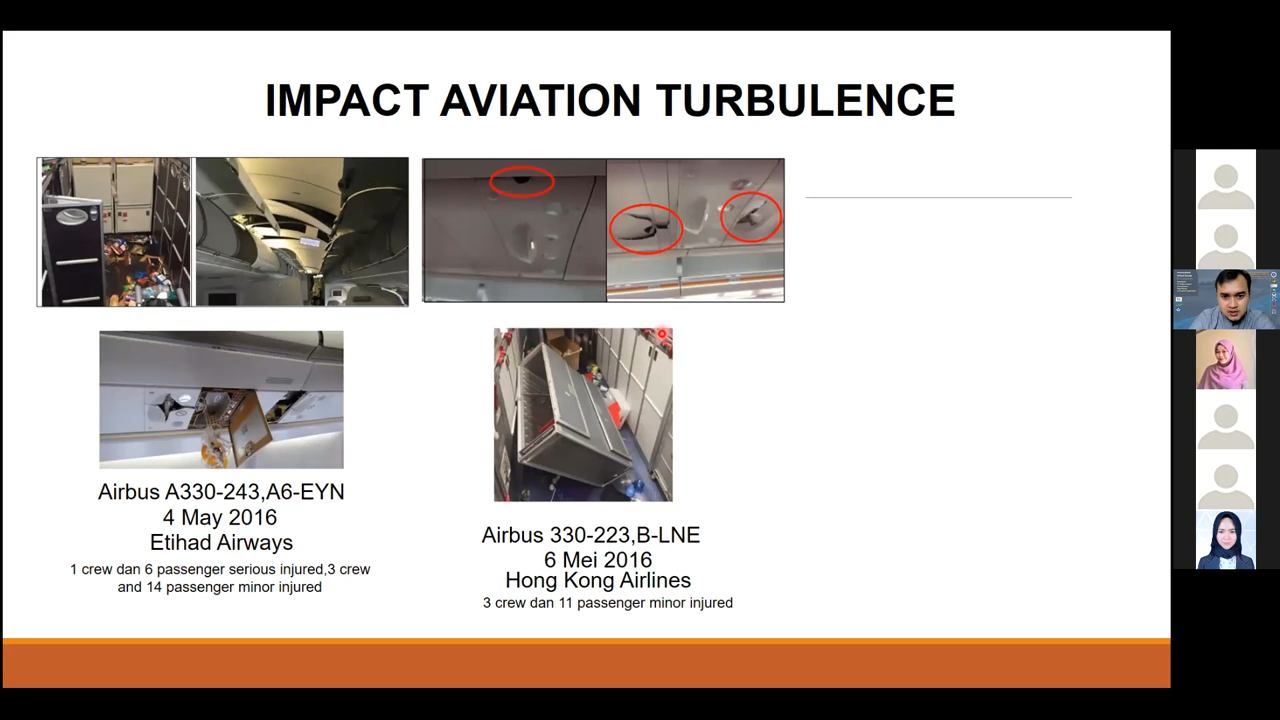 IMPACT AVIATION TURBULENCE
Airbus A330-243,A6-EYN
4 May 2016
Etihad Airways
1 crew dan 6 passenger serious injured,3 crew
and 14 passenger minor injured
Airbus 330-223,B-LNE
6 Mei 2016
Hong Kong Airlines
3 crew dan 11 passenger minor injured